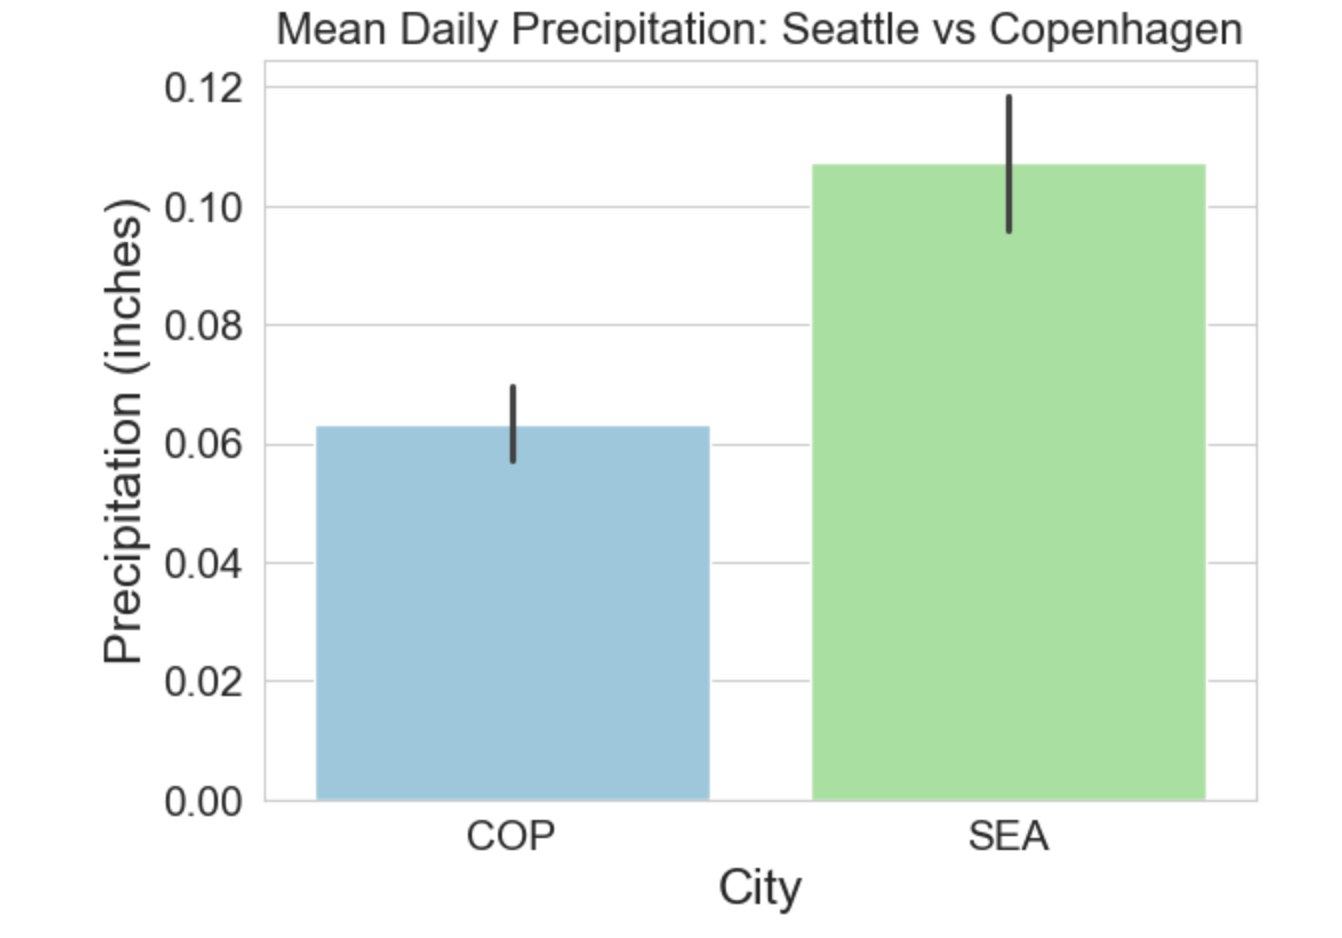 Mean Daily Precipitation: Seattle vs Copenhagen
Precipitation (inches)
0.12
0.10
0.08
0.06
0.04
0.02
0.00
COP
SEA
City